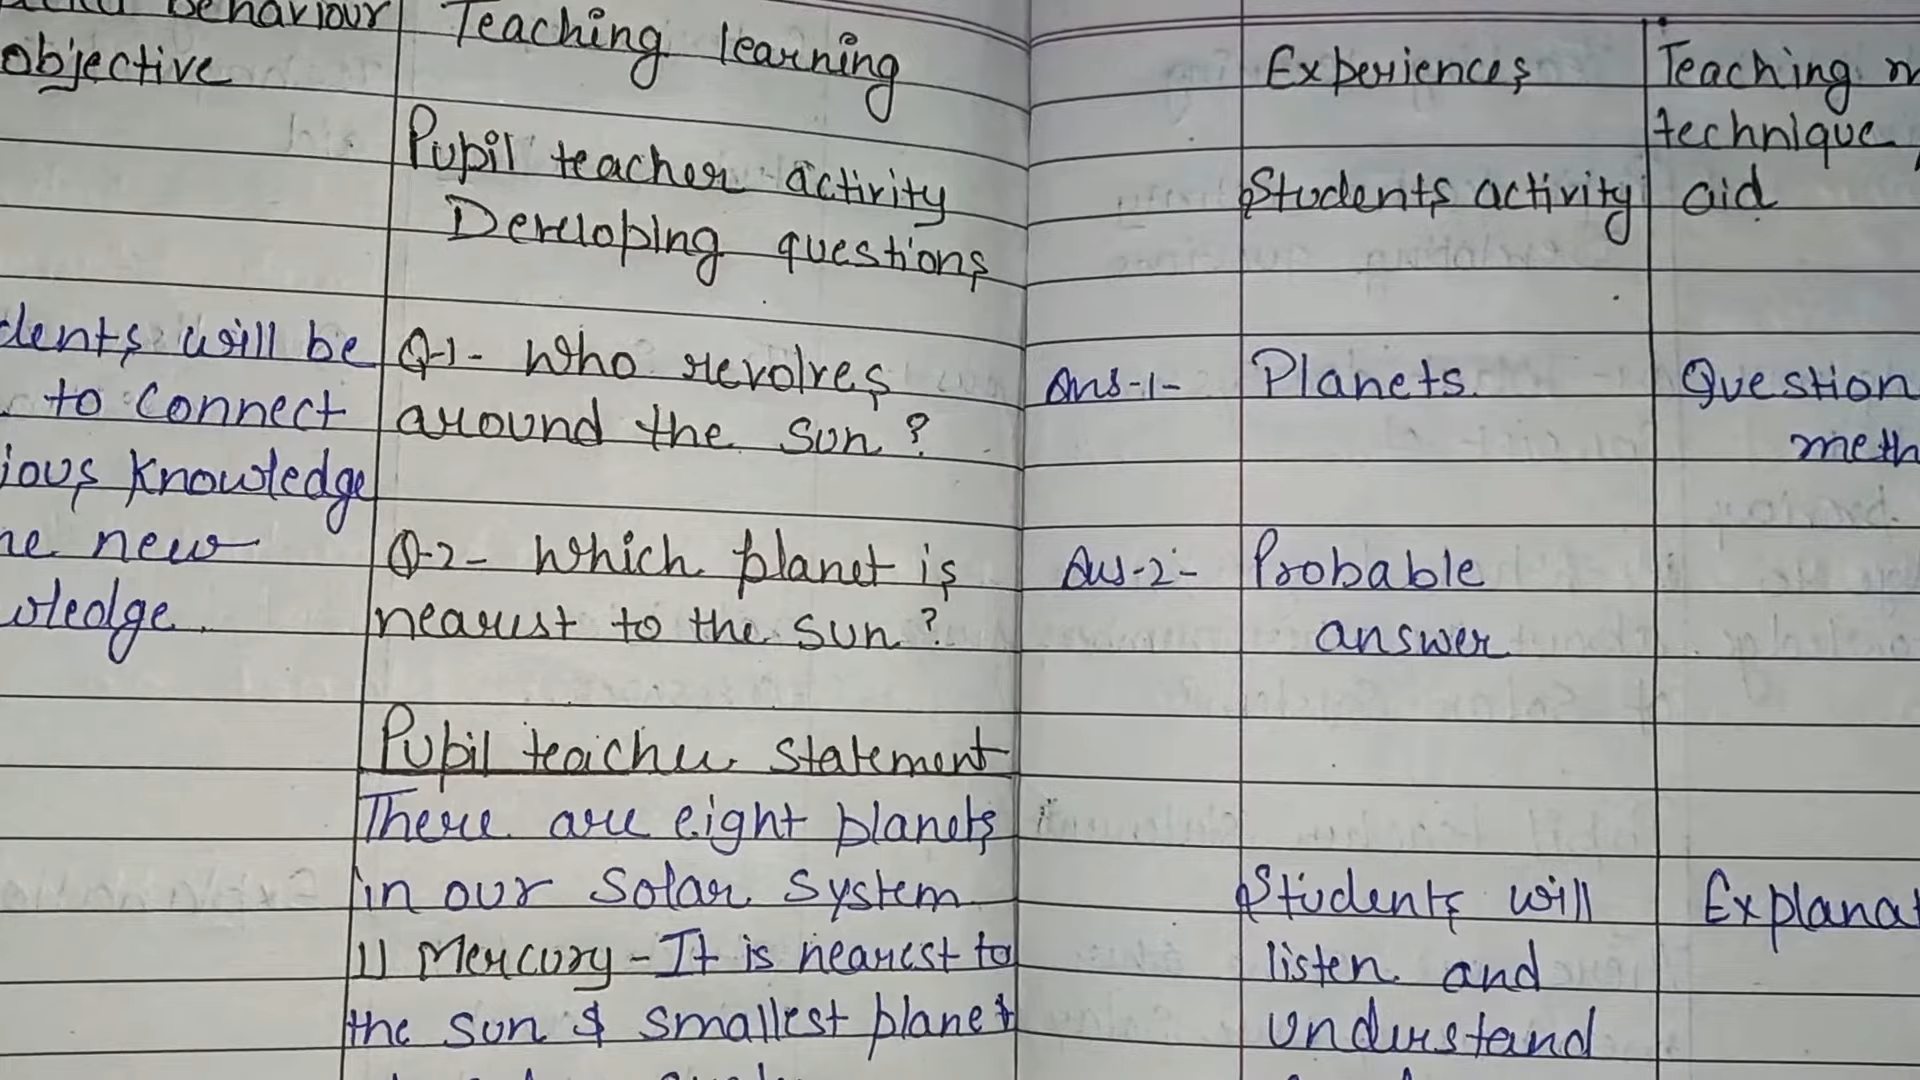 behaviour
objective
dents will be
to connect
ious knowledge
new
wledge.
Teaching learning
Pupil teacher activity
Developing questions
Q-1- Who revolves
around the sun?
Q-2- Which planet is
nearest to the sun?
Pupil teacher statement
There are eight planets
in our solar system
1) Mercury - It is nearest to
the sun & smallest planet
Experiences
Students activity
Ans-1- Planets.
Ans-2- Probable
answer
Students will
listen and
understand
Teaching m
technique,
aid
Question
meth
Explanat